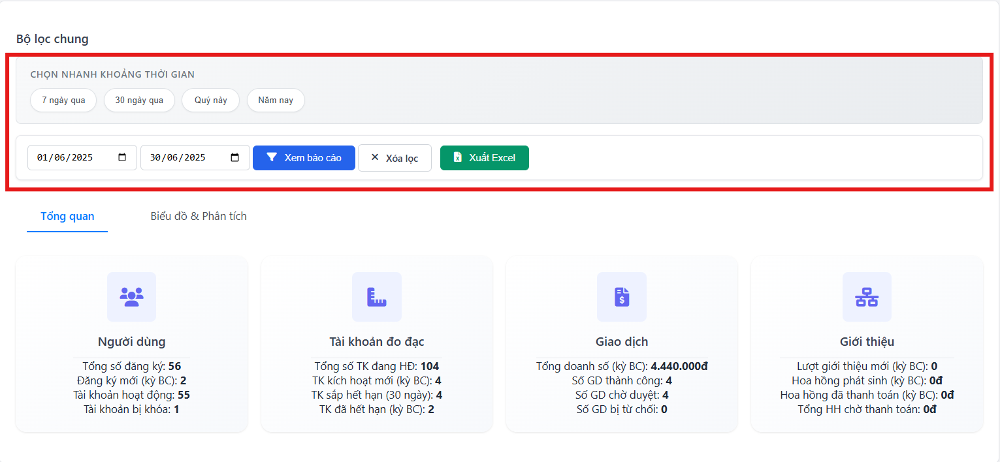 Bộ lọc chung
CHỌN NHANH KHOẢNG THỜI GIAN
7 ngày qua 30 ngày qua Quý này Năm nay
01/06/2025 30/06/2025 Xem báo cáo Xóa lọc Xuất Excel
Tổng quan Biểu đồ & Phân tích
Người dùng
Tổng số đăng ký: 56
Đăng ký mới (kỳ BC): 2
Tài khoản hoạt động: 55
Tài khoản bị khóa: 1
Tài khoản đo đạc
Tổng số TK đang HĐ: 104
TK kích hoạt mới (kỳ BC): 4
TK sắp hết hạn (30 ngày): 4
TK đã hết hạn (kỳ BC): 2
Giao dịch
Tổng doanh số (kỳ BC): 4.440.000đ
Số GD thành công: 4
Số GD chờ duyệt: 4
Số GD bị từ chối: 0
Giới thiệu
Lượt giới thiệu mới (kỳ BC): 0
Hoa hồng phát sinh (kỳ BC): 0đ
Hoa hồng đã thanh toán (kỳ BC): 0đ
Tổng HH chờ thanh toán: 0đ